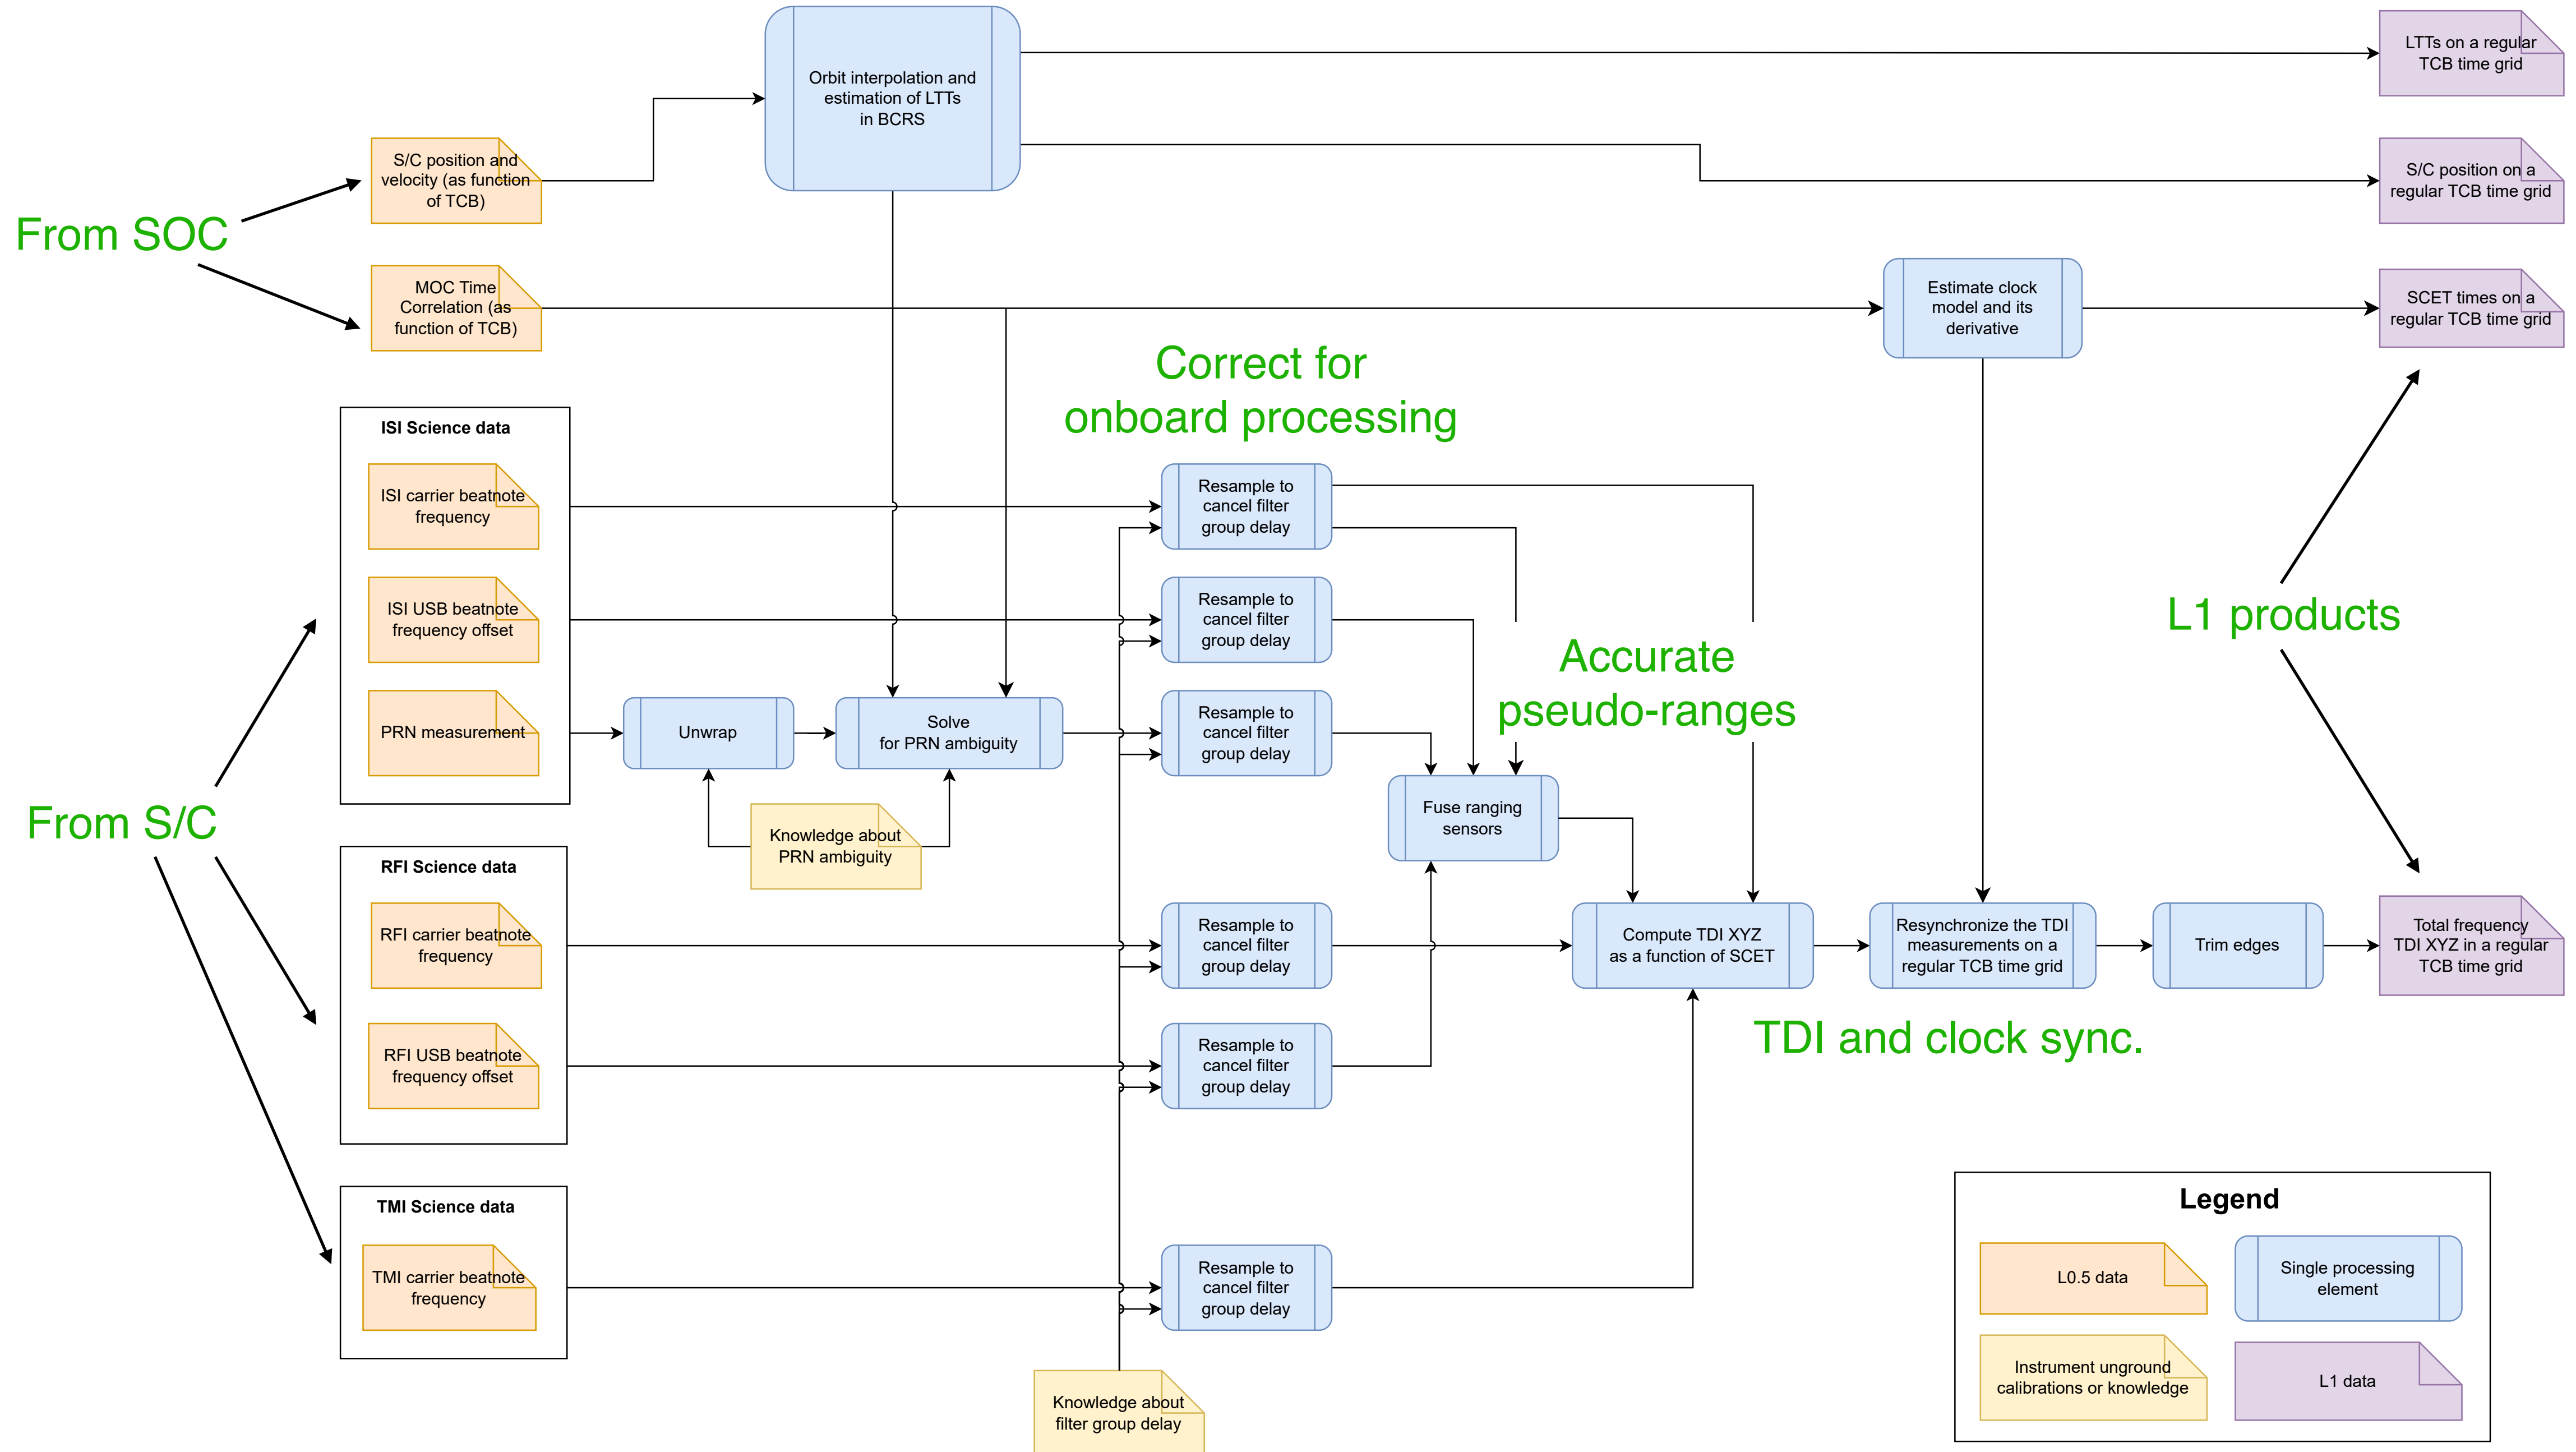 Orbit interpolation and
estimation of LTTs
in BCRS
LTTs on a regular
TCB time grid
S/C position and
velocity (as function
of TCB)
S/C position on a
regular TCB time grid
From SOC
MOC Time
Correlation (as
function of TCB)
Estimate clock
model and its
derivative
SCET times on a
regular TCB time grid
Correct for
onboard processing
ISI Science data
ISI carrier beatnote
frequency
Resample to
cancel filter
group delay
ISI USB beatnote
frequency offset
Resample to
cancel filter
group delay
Accurate
pseudo-ranges
L1 products
PRN measurement
Unwrap
Solve
for PRN ambiguity
Resample to
cancel filter
group delay
From S/C
Knowledge about
PRN ambiguity
Fuse ranging
sensors
RFI Science data
RFI carrier beatnote
frequency
Resample to
cancel filter
group delay
Compute TDI XYZ
as a function of SCET
Resynchronize the TDI
measurements on a
regular TCB time grid
Trim edges
Total frequency
TDI XYZ in a regular
TCB time grid
TDI and clock sync.
RFI USB beatnote
frequency offset
Resample to
cancel filter
group delay
TMI Science data
TMI carrier beatnote
frequency
Resample to
cancel filter
group delay
Knowledge about
filter group delay
Legend
L0.5 data
Single processing
element
Instrument unground
calibrations or knowledge
L1 data